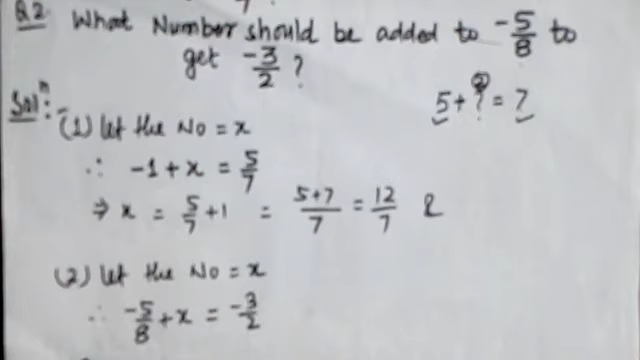 Q2 What Number should be added to -5/8 to
get -3/2 ?
Solⁿ:-
5 + ? = 7
(1) let the No = x
∴ -1 + x = 5/7
⇒ x = 5/7 + 1 = (5+7)/7 = 12/7
(2) let the No = x
∴ -5/8 + x = -3/2